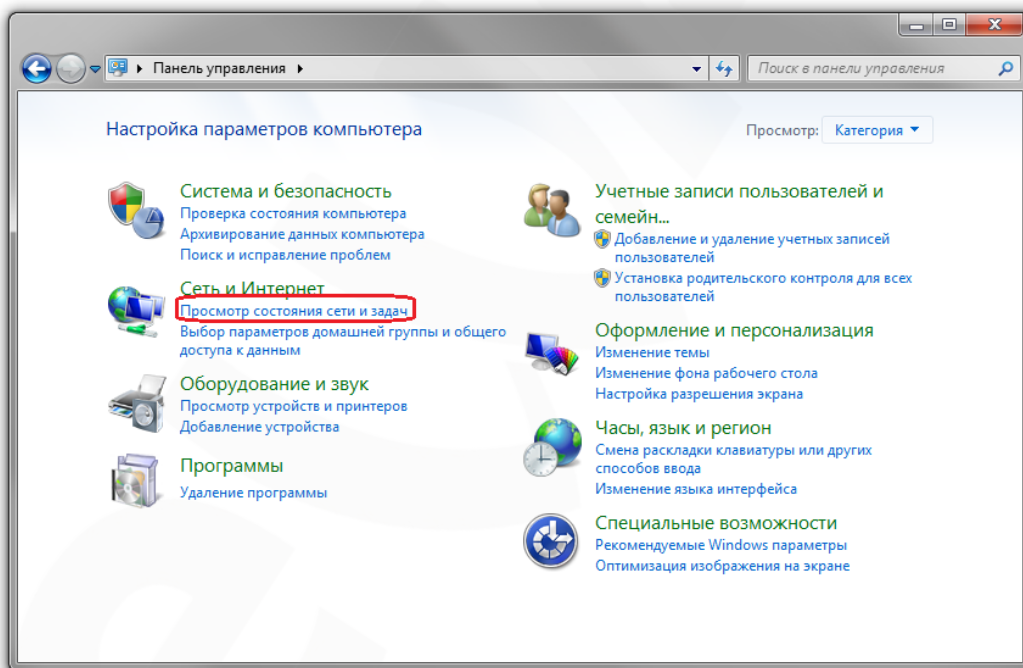 Панель управления
Поиск в панели управления
Настройка параметров компьютера
Просмотр: Категория
Система и безопасность
Проверка состояния компьютера
Архивирование данных компьютера
Поиск и исправление проблем
Сеть и Интернет
Просмотр состояния сети и задач
Выбор параметров домашней группы и общего
доступа к данным
Оборудование и звук
Просмотр устройств и принтеров
Добавление устройства
Программы
Удаление программы
Учетные записи пользователей и
семейн...
Добавление и удаление учетных записей
пользователей
Установка родительского контроля для всех
пользователей
Оформление и персонализация
Изменение темы
Изменение фона рабочего стола
Настройка разрешения экрана
Часы, язык и регион
Смена раскладки клавиатуры или других
способов ввода
Изменение языка интерфейса
Специальные возможности
Рекомендуемые Windows параметры
Оптимизация изображения на экране